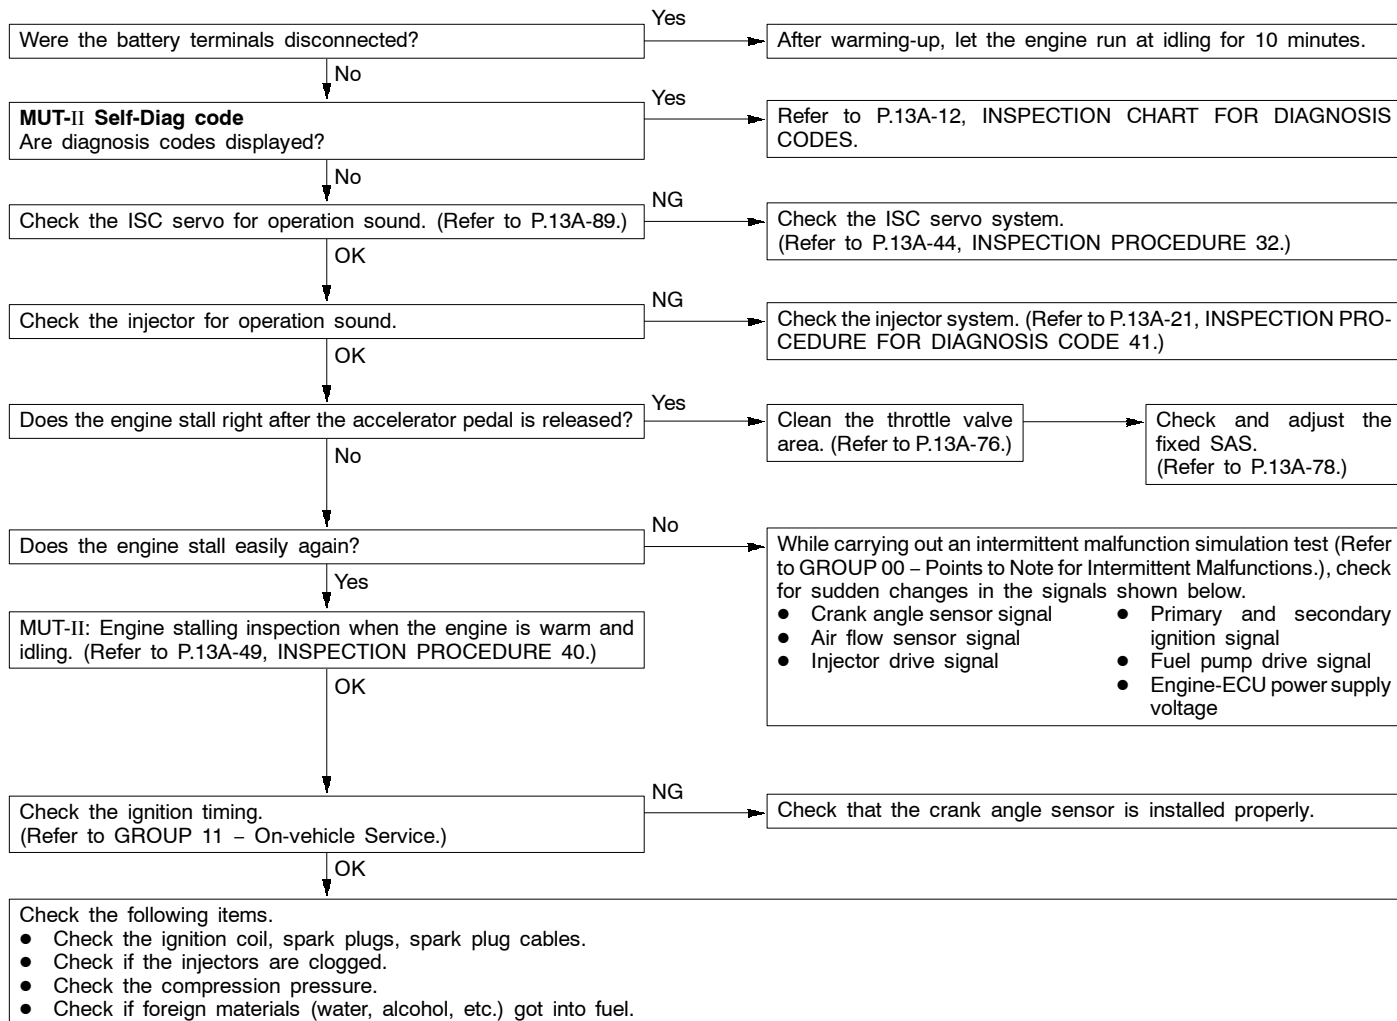 Yes
Were the battery terminals disconnected?
After warming-up, let the engine run at idling for 10 minutes.
No
MUT-II Self-Diag code
Are diagnosis codes displayed?
Yes
Refer to P.13A-12, INSPECTION CHART FOR DIAGNOSIS
CODES.
No
Check the ISC servo for operation sound. (Refer to P.13A-89.)
NG
Check the ISC servo system.
(Refer to P.13A-44, INSPECTION PROCEDURE 32.)
OK
Check the injector for operation sound.
NG
Check the injector system. (Refer to P.13A-21, INSPECTION PRO-
CEDURE FOR DIAGNOSIS CODE 41.)
OK
Does the engine stall right after the accelerator pedal is released?
Yes
Clean the throttle valve
area. (Refer to P.13A-76.)
Check and adjust the
fixed SAS.
(Refer to P.13A-78.)
No
Does the engine stall easily again?
No
While carrying out an intermittent malfunction simulation test (Refer
to GROUP 00 – Points to Note for Intermittent Malfunctions.), check
for sudden changes in the signals shown below.
● Crank angle sensor signal
● Air flow sensor signal
● Injector drive signal
● Primary and secondary
ignition signal
● Fuel pump drive signal
● Engine-ECU power supply
voltage
Yes
MUT-II: Engine stalling inspection when the engine is warm and
idling. (Refer to P.13A-49, INSPECTION PROCEDURE 40.)
OK
Check the ignition timing.
(Refer to GROUP 11 – On-vehicle Service.)
NG
Check that the crank angle sensor is installed properly.
OK
Check the following items.
● Check the ignition coil, spark plugs, spark plug cables.
● Check if the injectors are clogged.
● Check the compression pressure.
● Check if foreign materials (water, alcohol, etc.) got into fuel.